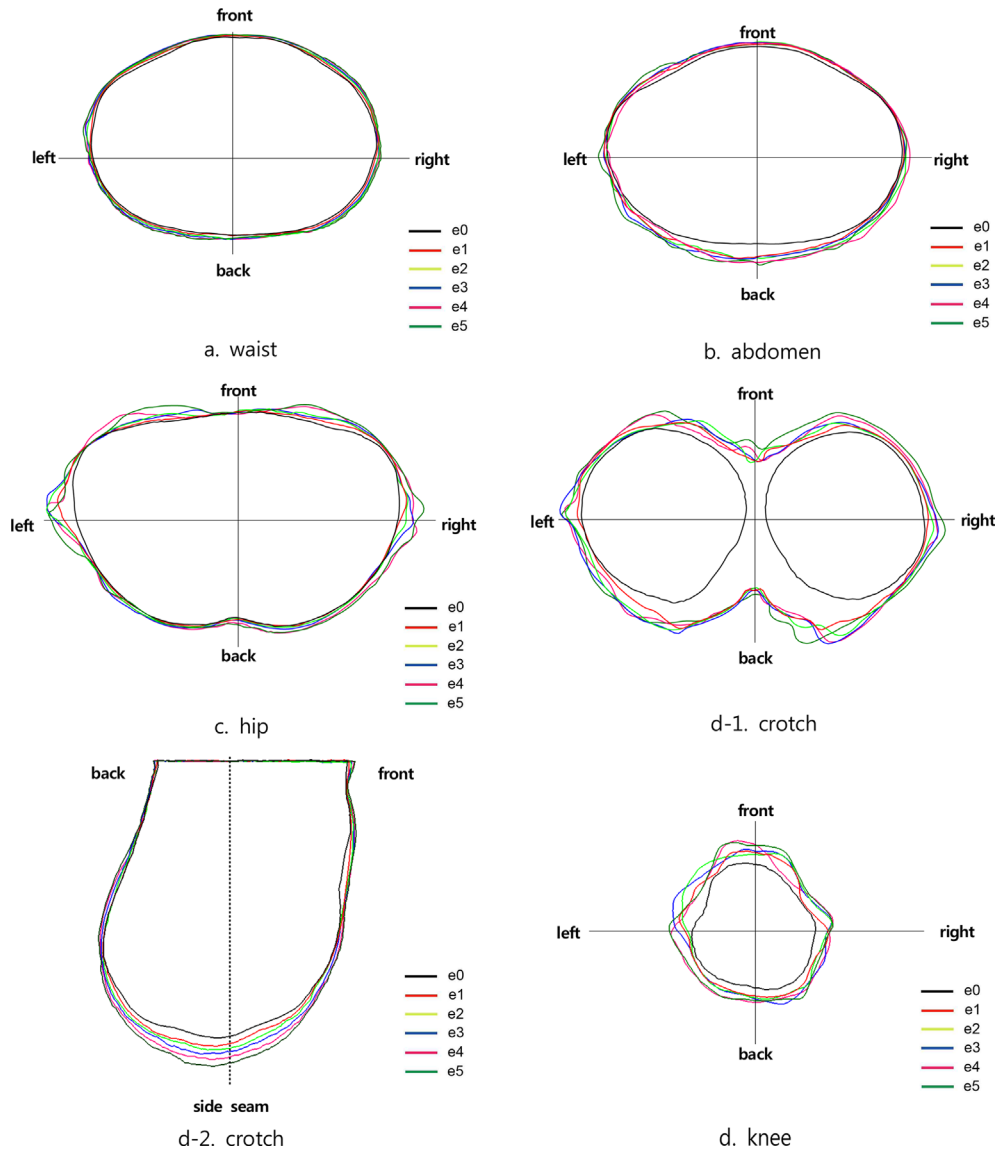 front
left
right
back
e0
e1
e2
e3
e4
e5
a. waist
front
left
right
back
e0
e1
e2
e3
e4
e5
b. abdomen
front
left
right
back
e0
e1
e2
e3
e4
e5
c. hip
front
left
right
back
d-1. crotch
back
front
e0
e1
e2
e3
e4
e5
side seam
d-2. crotch
front
left
right
back
e0
e1
e2
e3
e4
e5
d. knee